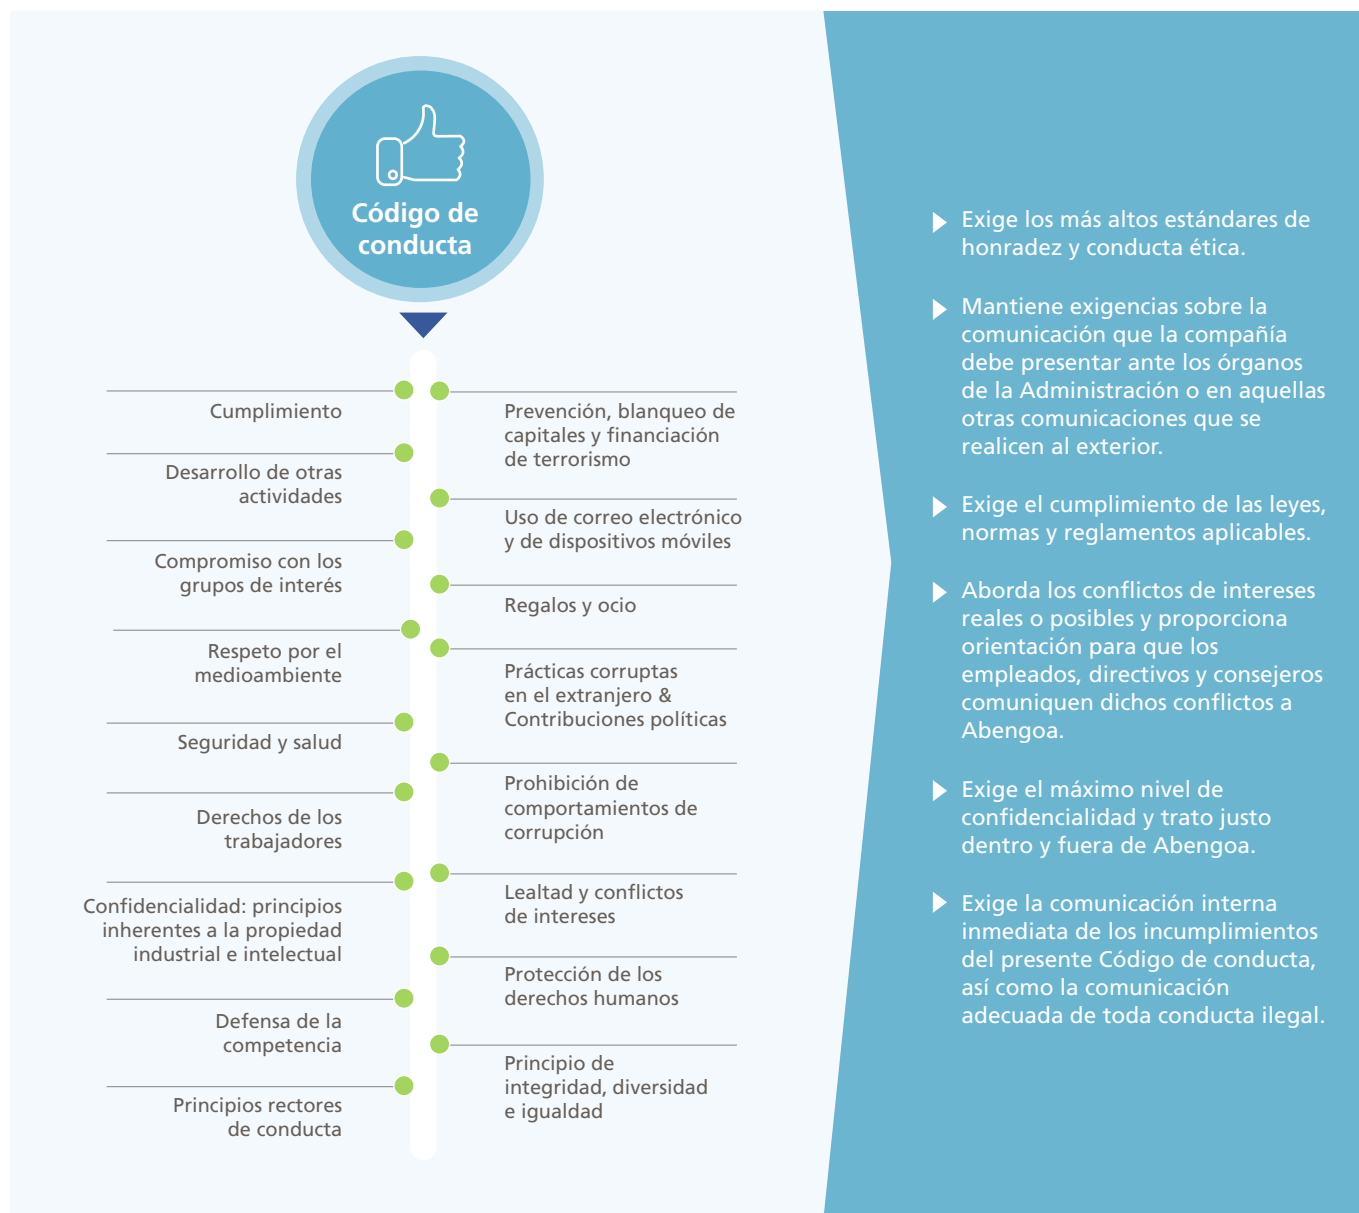 Código de
conducta
Cumplimiento
Desarrollo de otras
actividades
Compromiso con los
grupos de interés
Respeto por el
medioambiente
Seguridad y salud
Derechos de los
trabajadores
Confidencialidad: principios
inherentes a la propiedad
industrial e intelectual
Defensa de la
competencia
Principios rectores
de conducta
Prevención, blanqueo de
capitales y financiación
de terrorismo
Uso de correo electrónico
y de dispositivos móviles
Regalos y ocio
Prácticas corruptas
en el extranjero &
Contribuciones políticas
Prohibición de
comportamientos de
corrupción
Lealtad y conflictos
de intereses
Protección de los
derechos humanos
Principio de
integridad, diversidad
e igualdad
Exige los más altos estándares de
honradez y conducta ética.
Mantiene exigencias sobre la
comunicación que la compañía
debe presentar ante los órganos
de la Administración o en aquellas
otras comunicaciones que se
realicen al exterior.
Exige el cumplimiento de las leyes,
normas y reglamentos aplicables.
Aborda los conflictos de intereses
reales o posibles y proporciona
orientación para que los
empleados, directivos y consejeros
comuniquen dichos conflictos a
Abengoa.
Exige el máximo nivel de
confidencialidad y trato justo
dentro y fuera de Abengoa.
Exige la comunicación interna
inmediata de los incumplimientos
del presente Código de conducta,
así como la comunicación
adecuada de toda conducta ilegal.